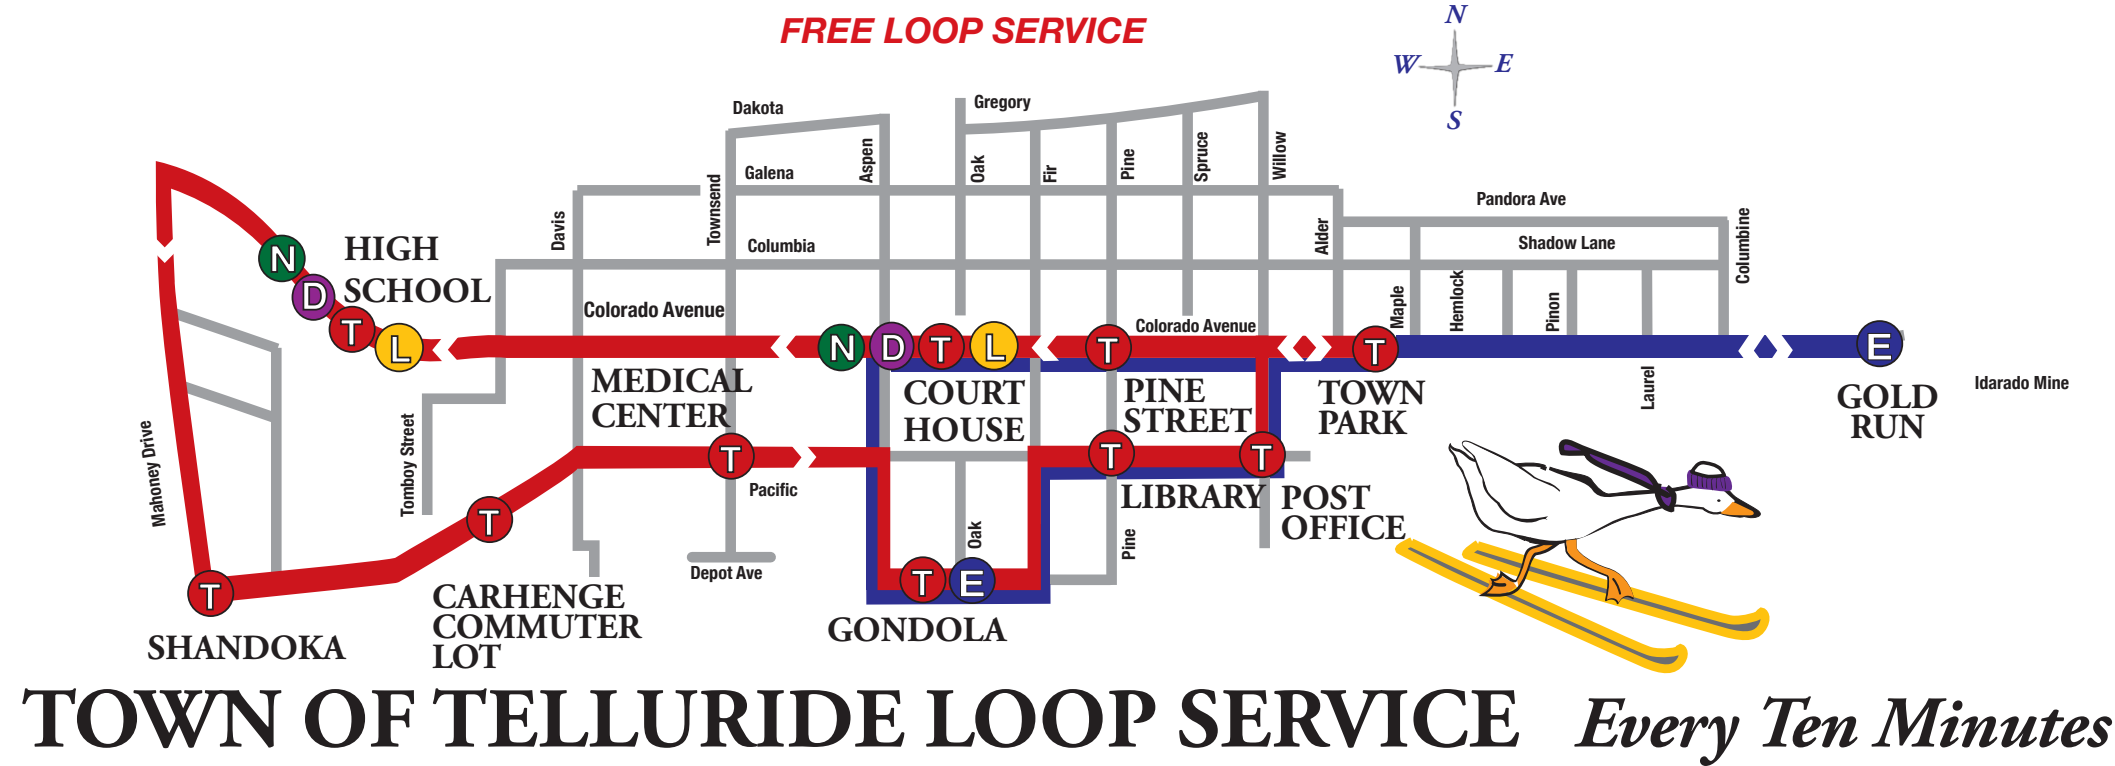 FREE LOOP SERVICE
N
W E
S
Dakota
Gregory
Galena
Aspen
Oak
Fir
Pine
Spruce
Willow
Townsend
Davis
Columbia
Alder
Pandora Ave
Shadow Lane
Columbine
HIGH
SCHOOL
N
D
T
L
Colorado Avenue
N
D
T
L
T
Colorado Avenue
T
Maple
Hemlock
Pinon
Laurel
E
GOLD
RUN
Idarado Mine
MEDICAL
CENTER
COURT
HOUSE
PINE
STREET
TOWN
PARK
Mahoney Drive
Tomboy Street
T
Pacific
T
T
LIBRARY
POST
OFFICE
T
Oak
Pine
Depot Ave
T
E
GONDOLA
T
SHANDOKA
CARHENGE
COMMUTER
LOT
TOWN OF TELLURIDE LOOP SERVICE Every Ten Minutes